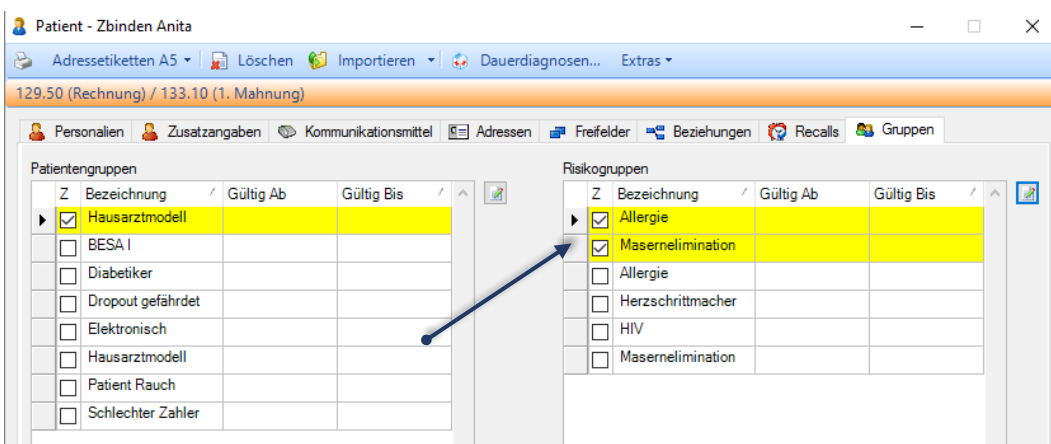 Patient - Zbinden Anita
Adressetiketten A5 Löschen Importieren Dauerdiagnosen... Extras
129.50 (Rechnung) / 133.10 (1. Mahnung)
Personalien Zusatzangaben Kommunikationsmittel Adressen Freifelder Beziehungen Recalls Gruppen
Patientengruppen Risikogruppen
Z Bezeichnung Gültig Ab Gültig Bis Z Bezeichnung Gültig Ab Gültig Bis
Hausarztmodell Allergie
BESA I Masernelimination
Diabetiker Allergie
Dropout gefährdet Herzschrittmacher
Elektronisch HIV
Hausarztmodell Masernelimination
Patient Rauch
Schlechter Zahler